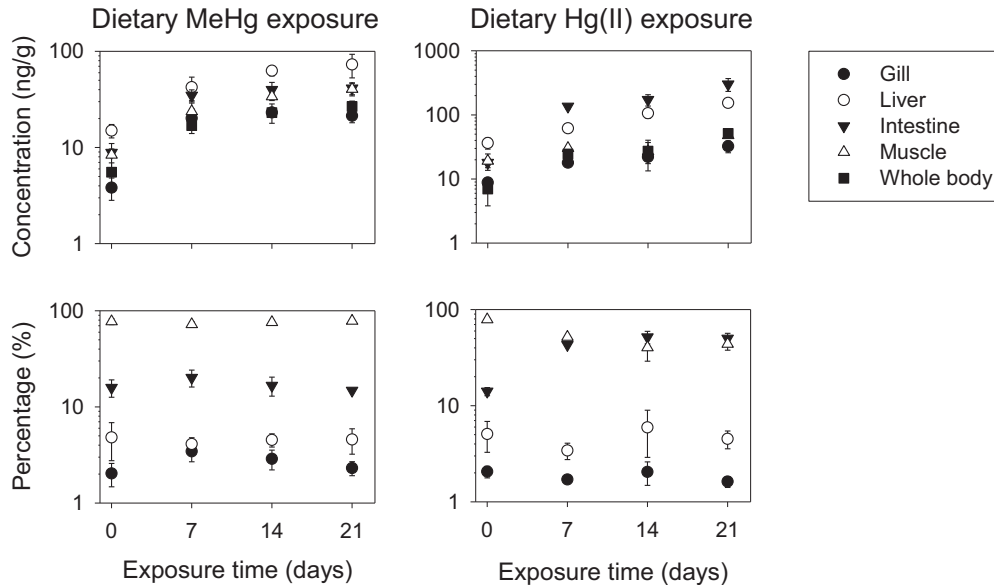 Dietary MeHg exposure
Dietary Hg(II) exposure
Concentration (ng/g)
100
10
1
1000
100
10
1
Gill
Liver
Intestine
Muscle
Whole body
Percentage (%)
100
10
1
100
10
1
0 7 14 21
0 7 14 21
Exposure time (days)
Exposure time (days)